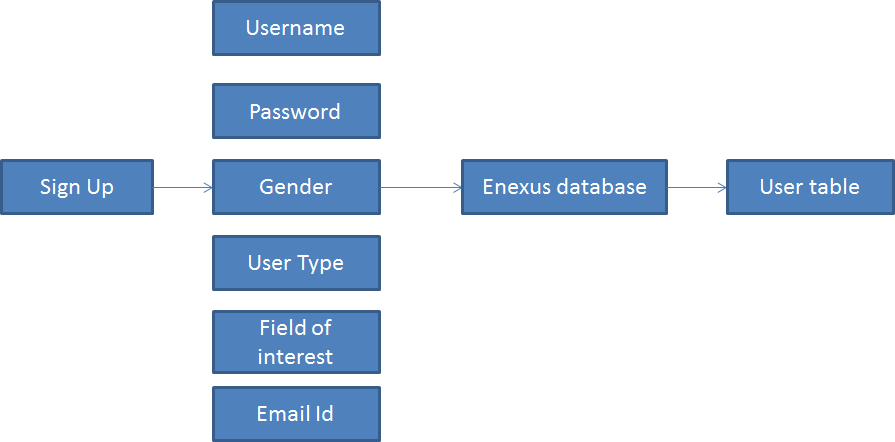 Username
Password
Sign Up
Gender
Enexus database
User table
User Type
Field of
interest
Email Id